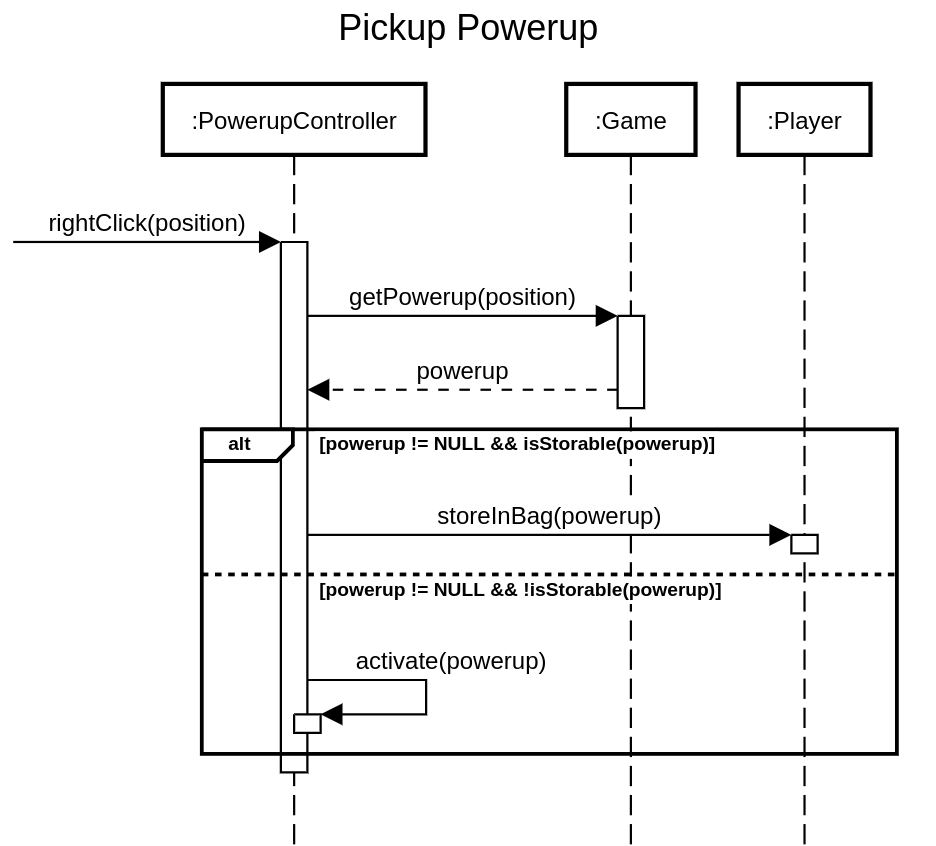 Pickup Powerup
:PowerupController
:Game
:Player
rightClick(position)
getPowerup(position)
powerup
alt
[powerup != NULL && isStorable(powerup)]
storeInBag(powerup)
[powerup != NULL && !isStorable(powerup)]
activate(powerup)